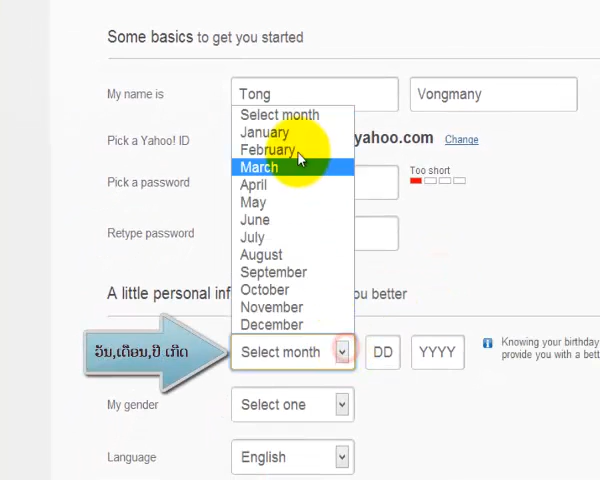 Some basics to get you started
My name is
Tong
Vongmany
Select month
January
Pick a Yahoo! ID
yahoo.com
Change
February
March
Too short
Pick a password
April
May
June
Retype password
July
August
September
October
A little personal inf
u better
November
December
ວັນ,ເດືອນ,ປີ ເກີດ
Select month
DD
YYYY
Knowing your birthday
provide you with a bett
My gender
Select one
Language
English